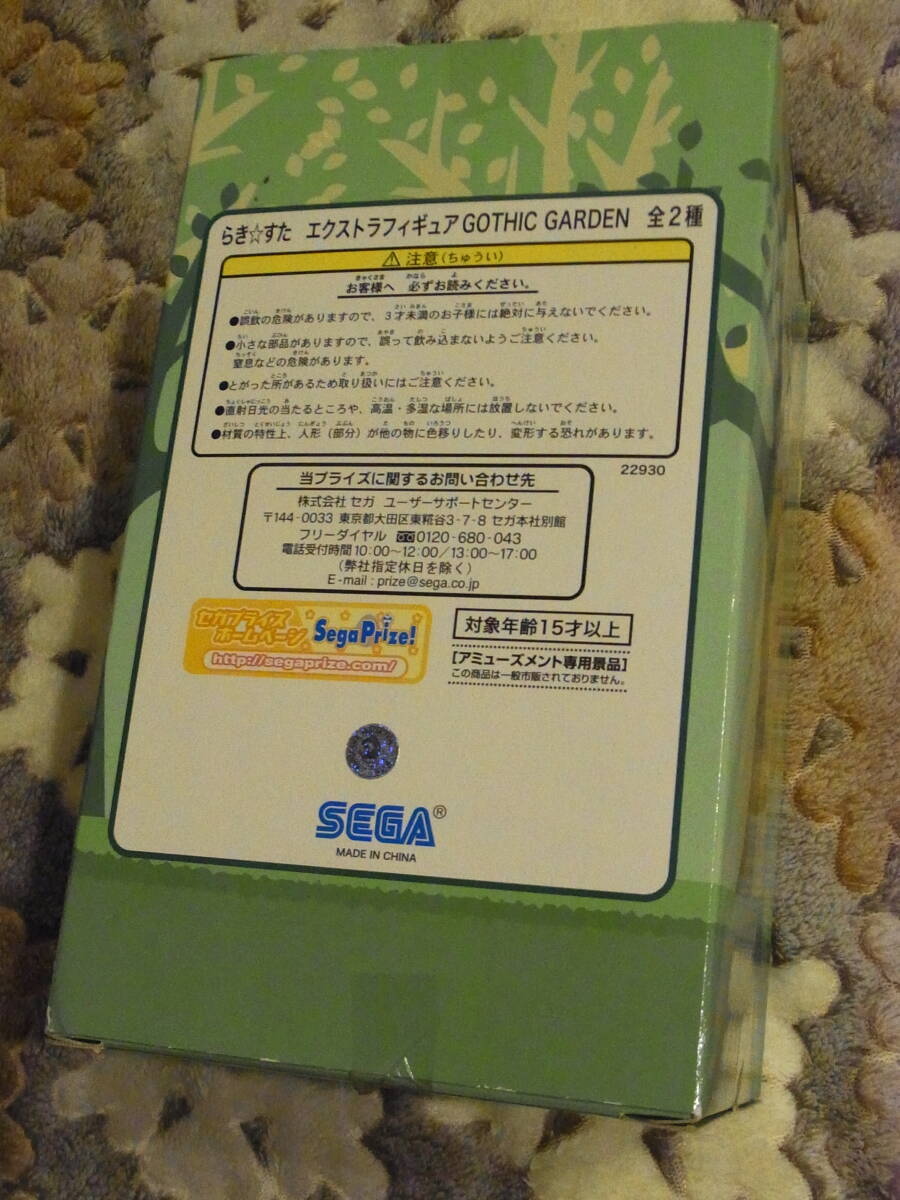 らき☆すた エクストラフィギュア GOTHIC GARDEN 全2種
⚠ 注意(ちゅうい)
お客様へ 必ずお読みください。
●誤飲の危険がありますので、3才未満のお子様には絶対に与えないでください。
●小さな部品がありますので、誤って飲み込まないようご注意ください。
窒息などの危険があります。
●とがった所があるため取り扱いにはご注意ください。
●直射日光の当たるところや、高温・多湿な場所には放置しないでください。
●材質の特性上、人形(部分)が他の物に色移りしたり、変形する恐れがあります。
22930
当プライズに関するお問い合わせ先
株式会社 セガ ユーザーサポートセンター
〒144-0033 東京都大田区東糀谷3-7-8 セガ本社別館
フリーダイヤル 0120-680-043
電話受付時間10:00~12:00/13:00~17:00
(弊社指定休日を除く)
E-mail : prize@sega.co.jp
セガプライズ
ホームページ Sega Prize!
http://segaprize.com/
対象年齢15才以上
[アミューズメント専用景品]
この商品は一般市販されておりません。
SEGA®
MADE IN CHINA